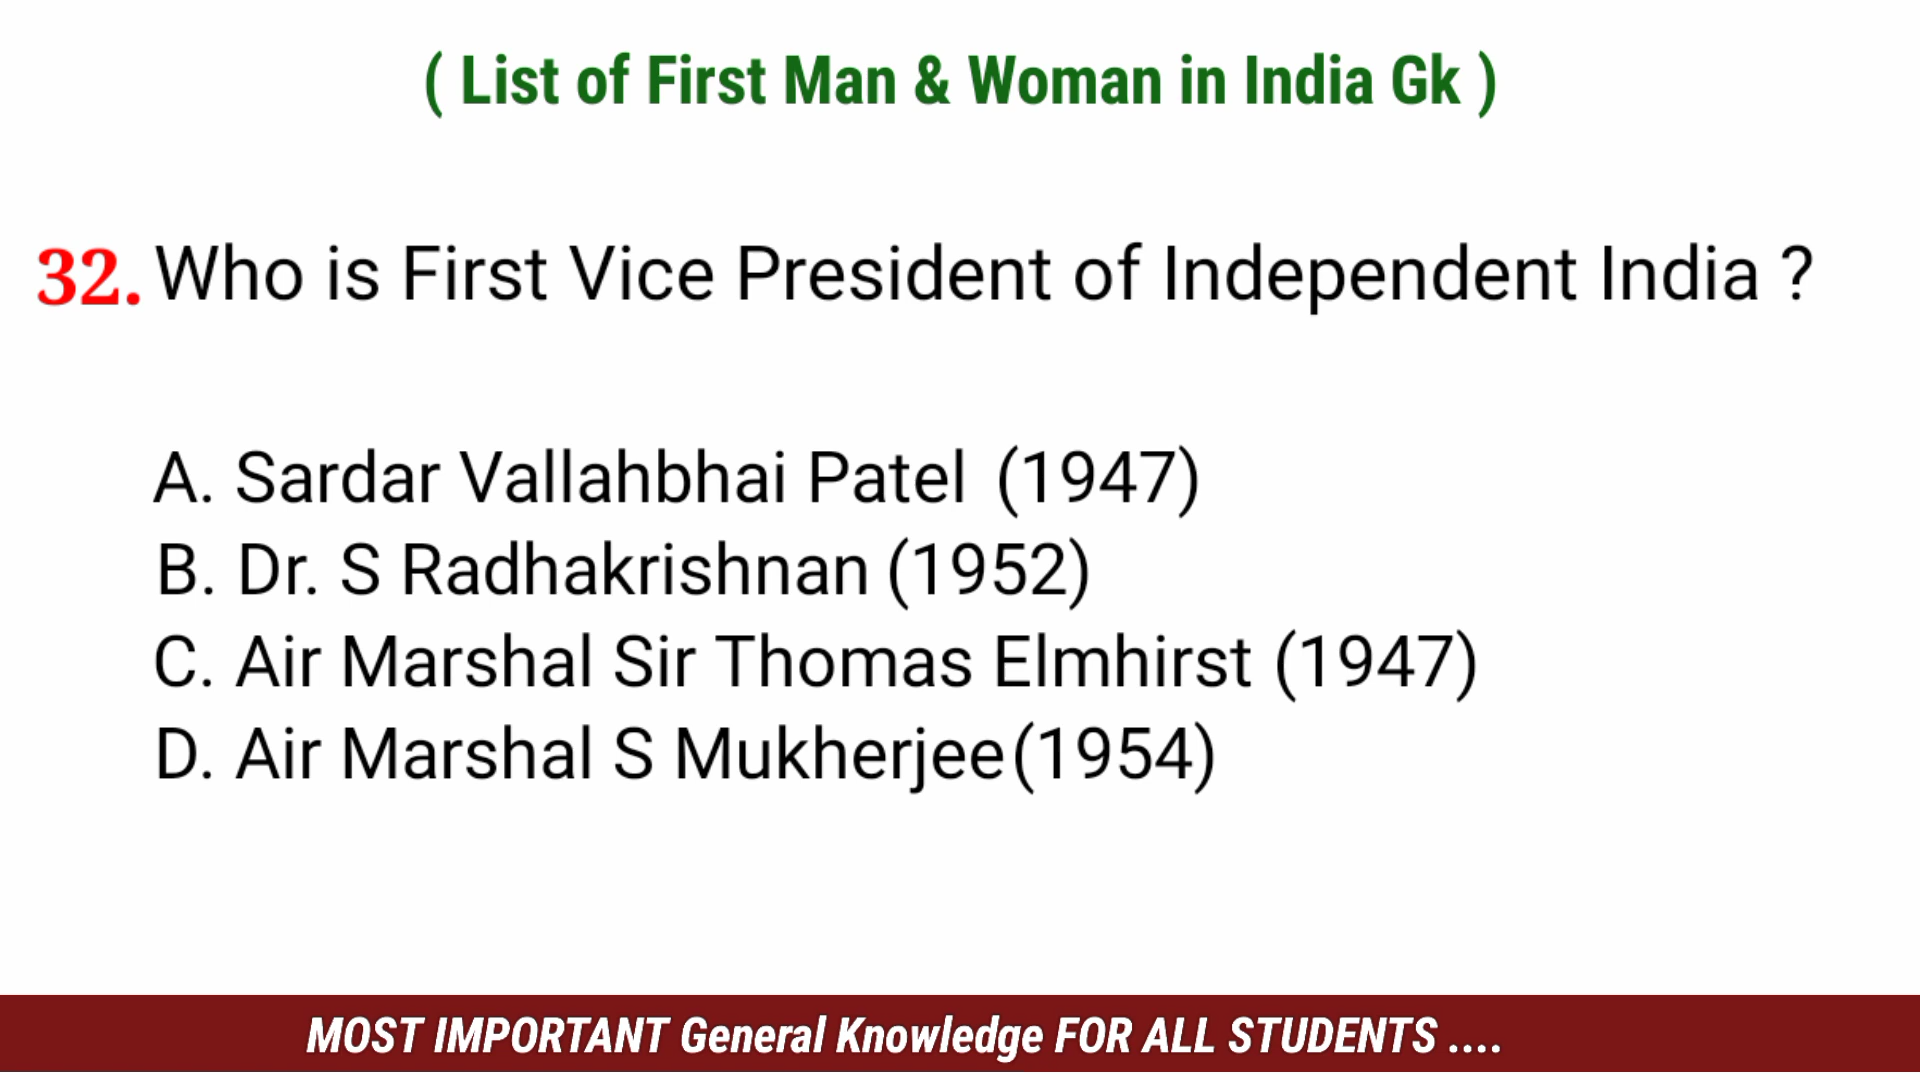 ( List of First Man & Woman in India Gk )
32. Who is First Vice President of Independent India ?
A. Sardar Vallahbhai Patel (1947)
B. Dr. S Radhakrishnan (1952)
C. Air Marshal Sir Thomas Elmhirst (1947)
D. Air Marshal S Mukherjee (1954)
MOST IMPORTANT General Knowledge FOR ALL STUDENTS ....